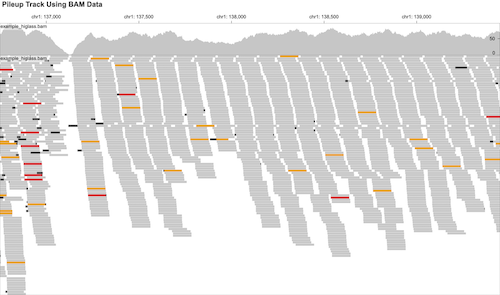 Pileup Track Using BAM Data
chr1: 137,000 chr1: 137,500 chr1: 138,000 chr1: 138,500 chr1: 139,000
example_higlass.bam
50
0
example_higlass.bam